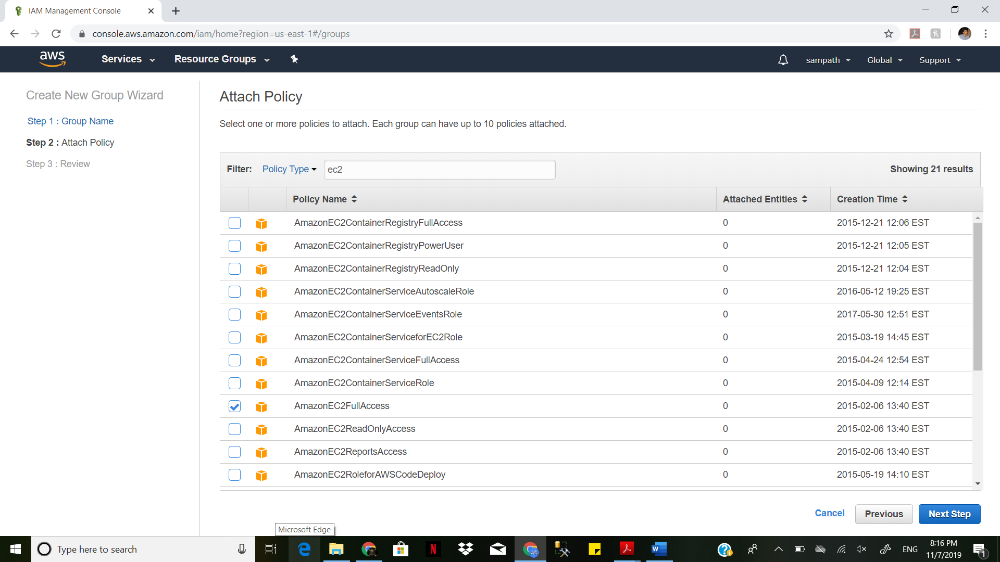 IAM Management Console
console.aws.amazon.com/iam/home?region=us-east-1#/groups
aws
Services
Resource Groups
sampath
Global
Support
Create New Group Wizard
Step 1 : Group Name
Step 2 : Attach Policy
Step 3 : Review
Attach Policy
Select one or more policies to attach. Each group can have up to 10 policies attached.
Filter: Policy Type ec2 Showing 21 results
Policy Name Attached Entities Creation Time
AmazonEC2ContainerRegistryFullAccess 0 2015-12-21 12:06 EST
AmazonEC2ContainerRegistryPowerUser 0 2015-12-21 12:05 EST
AmazonEC2ContainerRegistryReadOnly 0 2015-12-21 12:04 EST
AmazonEC2ContainerServiceAutoscaleRole 0 2016-05-12 19:25 EST
AmazonEC2ContainerServiceEventsRole 0 2017-05-30 12:51 EST
AmazonEC2ContainerServiceforEC2Role 0 2015-03-19 14:45 EST
AmazonEC2ContainerServiceFullAccess 0 2015-04-24 12:54 EST
AmazonEC2ContainerServiceRole 0 2015-04-09 12:14 EST
AmazonEC2FullAccess 0 2015-02-06 13:40 EST
AmazonEC2ReadOnlyAccess 0 2015-02-06 13:40 EST
AmazonEC2ReportsAccess 0 2015-02-06 13:40 EST
AmazonEC2RoleforAWSCodeDeploy 0 2015-05-19 14:10 EST
Cancel Previous Next Step
Microsoft Edge
Type here to search
ENG
8:16 PM
11/7/2019
1